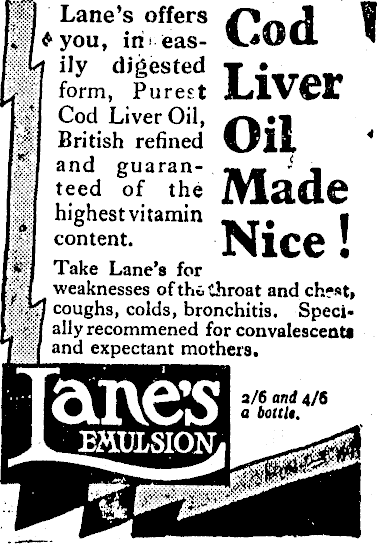 Lane's offers
you, in eas-
ily digested
form, Purest
Cod Liver Oil,
British refined
and guaran-
teed of the
highest vitamin
content.
Cod
Liver
Oil
Made
Nice!
Take Lane's for
weaknesses of the throat and chest,
coughs, colds, bronchitis. Speci-
ally recommened for convalescents
and expectant mothers.
Lane's
EMULSION
2/6 and 4/6
a bottle.